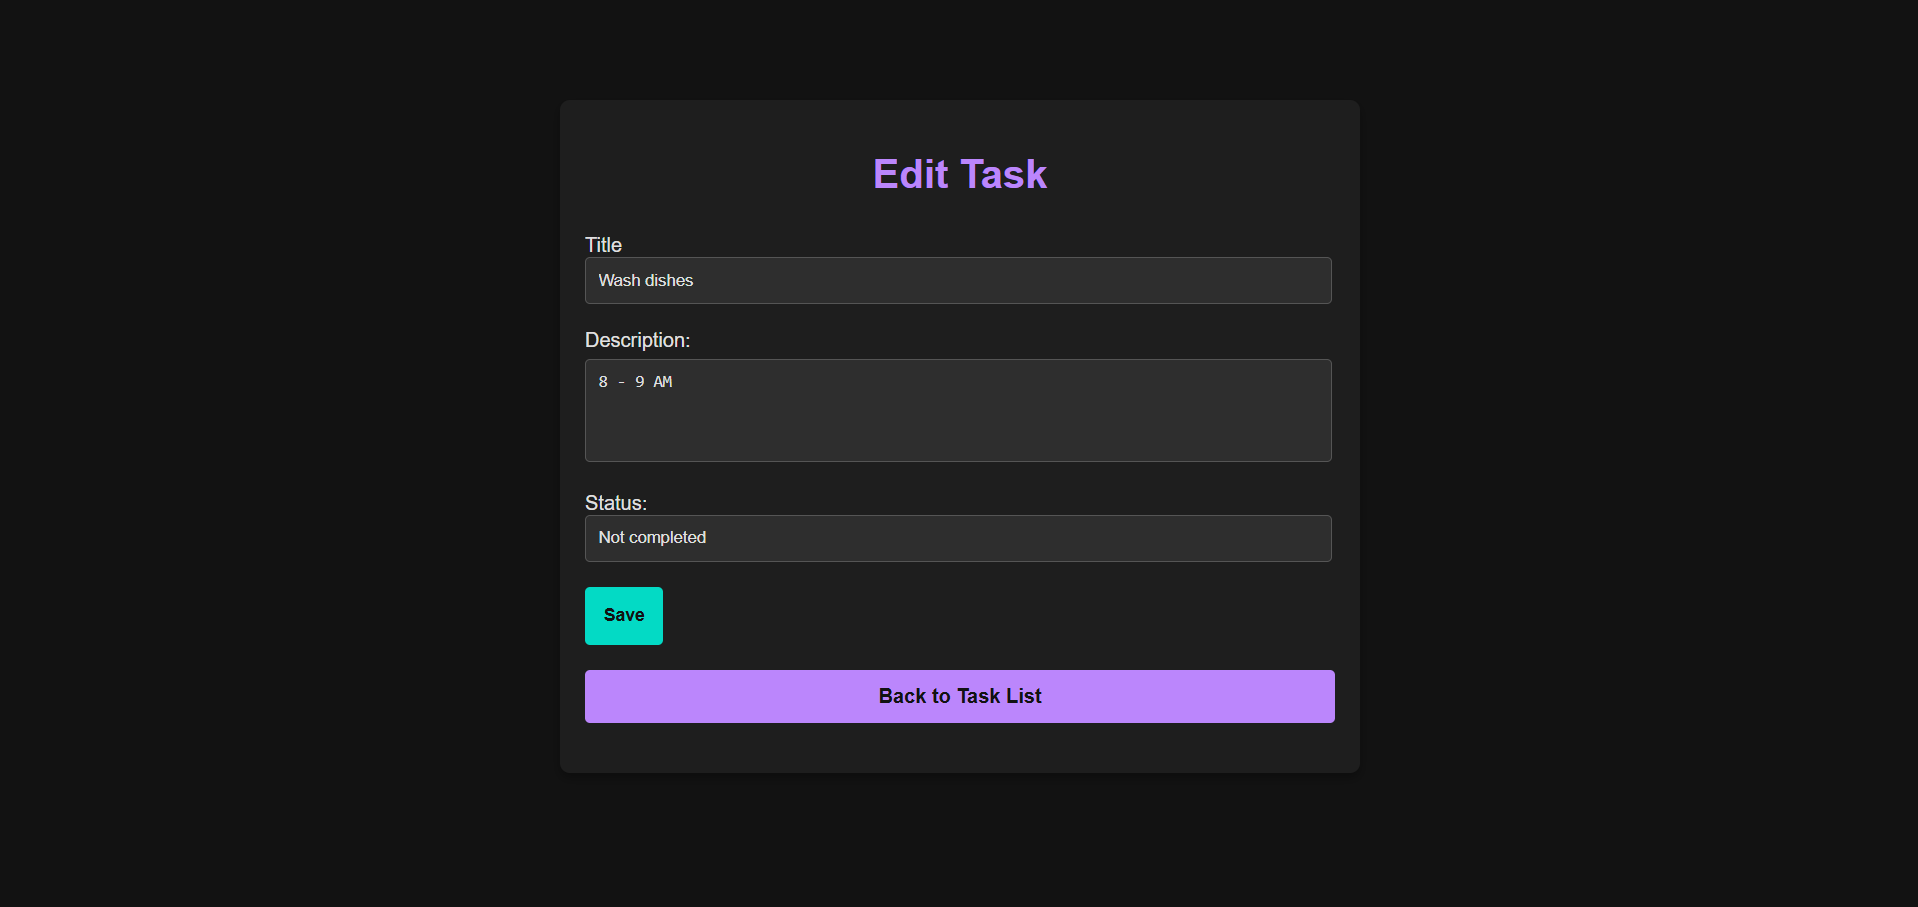 Edit Task
Title
Wash dishes
Description:
8 - 9 AM
Status:
Not completed
Save
Back to Task List